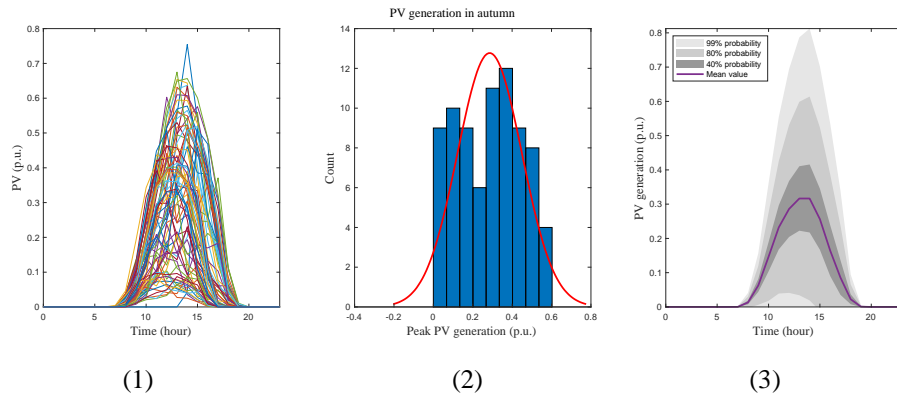 PV generation in autumn
PV (p.u.)
0.8
0.7
0.6
0.5
0.4
0.3
0.2
0.1
0
0 5 10 15 20
Time (hour)
(1)
Count
14
12
10
8
6
4
2
0
-0.4 -0.2 0 0.2 0.4 0.6 0.8
Peak PV generation (p.u.)
(2)
PV generation (p.u.)
0.8
0.7
0.6
0.5
0.4
0.3
0.2
0.1
0
99% probability
80% probability
40% probability
Mean value
0 5 10 15 20
Time (hour)
(3)